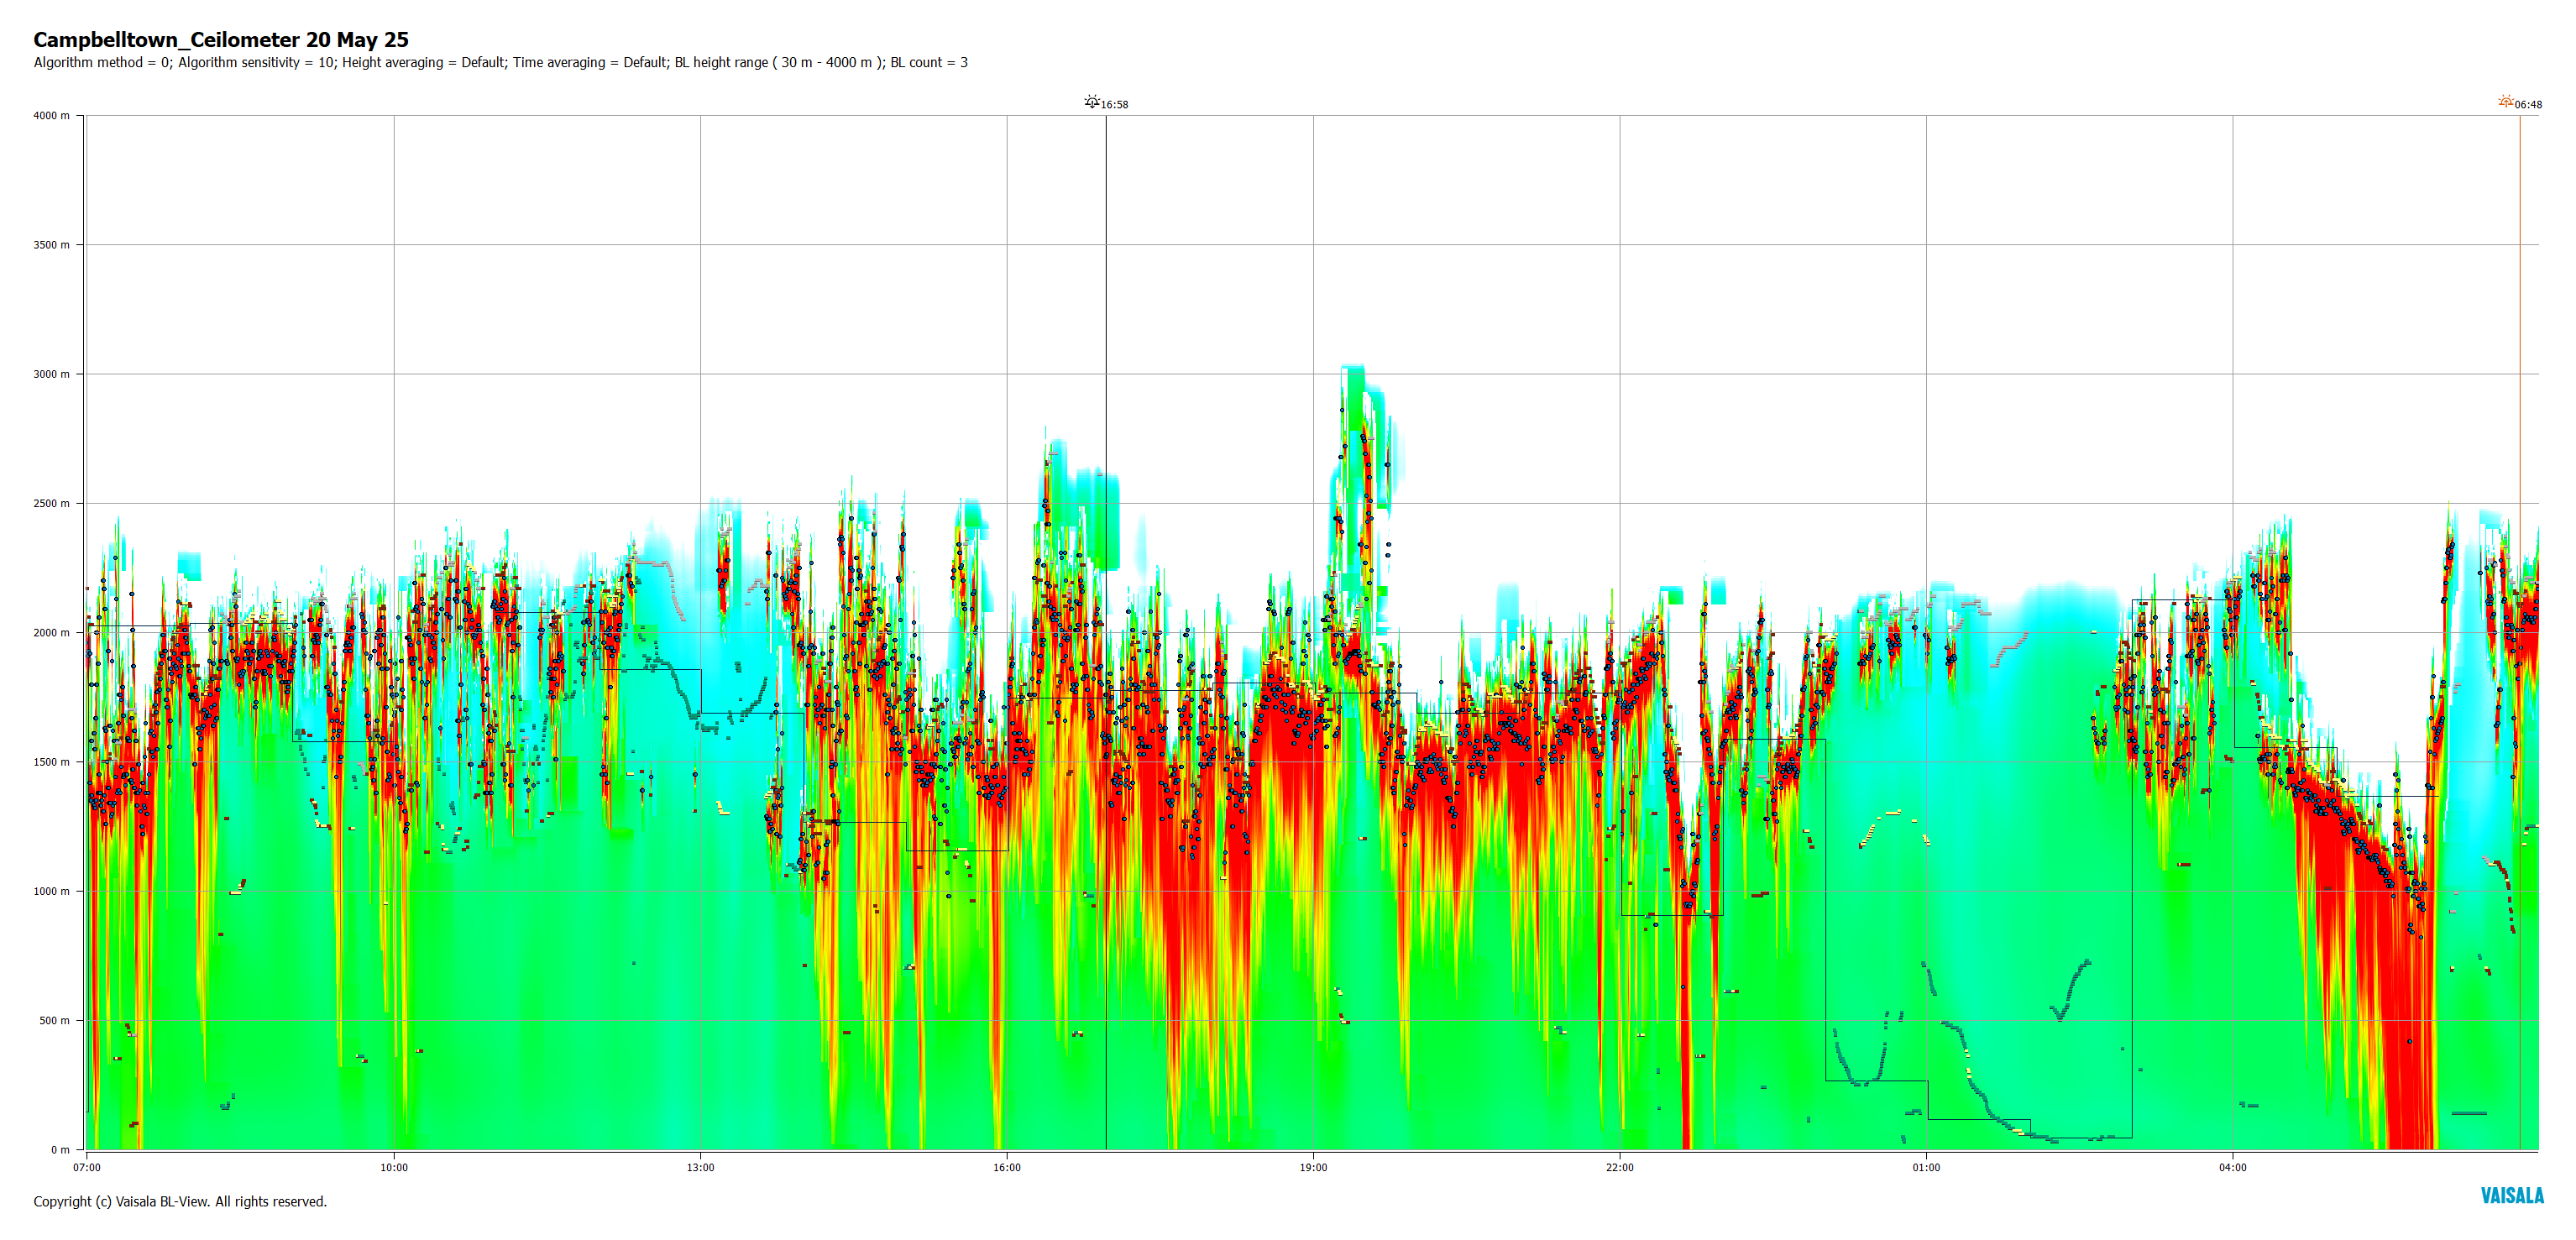 Campbelltown_Ceilometer 20 May 25
Algorithm method = 0; Algorithm sensitivity = 10; Height averaging = Default; Time averaging = Default; BL height range ( 30 m - 4000 m ); BL count = 3
16:58
06:48
4000 m
3500 m
3000 m
2500 m
2000 m
1500 m
1000 m
500 m
0 m
07:00
10:00
13:00
16:00
19:00
22:00
01:00
04:00
Copyright (c) Vaisala BL-View. All rights reserved.
VAISALA